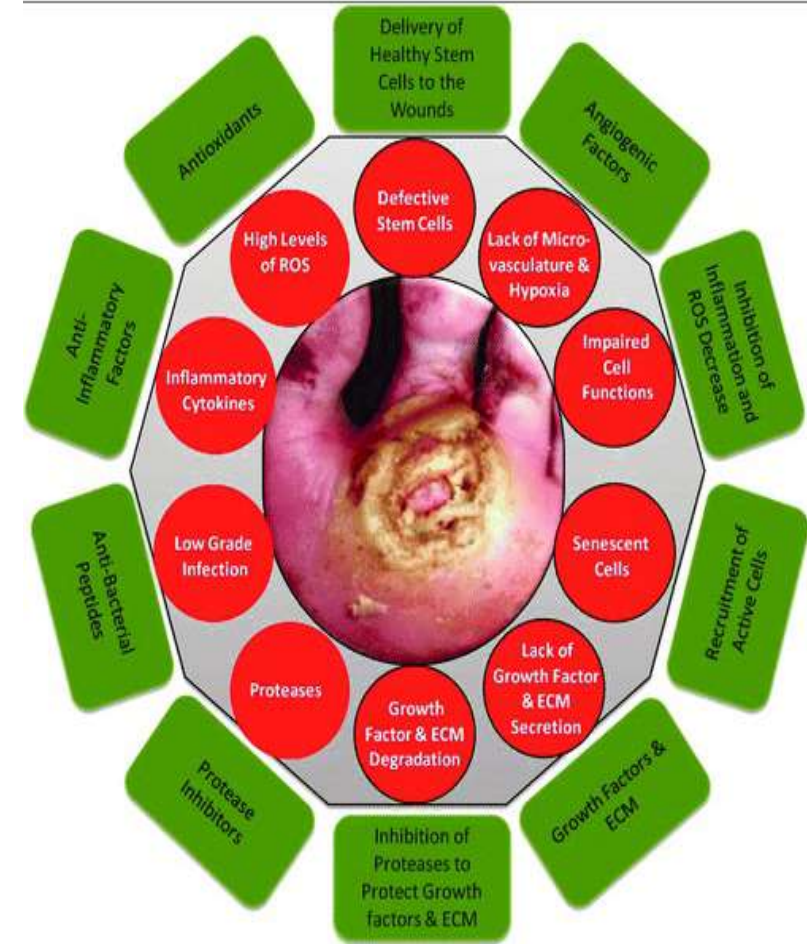 Delivery of
Healthy Stem
Cells to the
Wounds
Angiogenic
Factors
Inhibition of
Inflammation and
ROS Decrease
Recruitment of
Active Cells
Growth Factors &
ECM
Inhibition of
Proteases to
Protect Growth
factors & ECM
Protease
Inhibitors
Anti-Bacterial
Peptides
Anti-
Inflammatory
Factors
Antioxidants
Defective
Stem Cells
Lack of Micro-
vasculature &
Hypoxia
Impaired
Cell
Functions
Senescent
Cells
Lack of
Growth Factor
& ECM
Secretion
Growth
Factor & ECM
Degradation
Proteases
Low Grade
Infection
Inflammatory
Cytokines
High Levels
of ROS